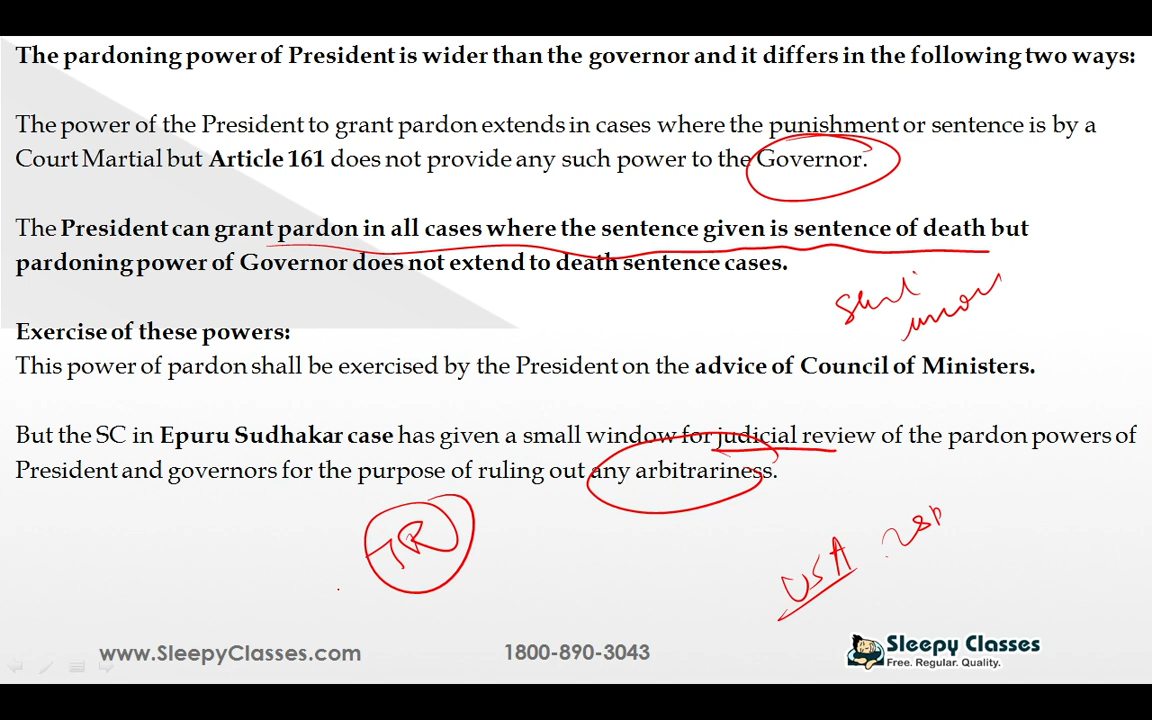 The pardoning power of President is wider than the governor and it differs in the following two ways:
The power of the President to grant pardon extends in cases where the punishment or sentence is by a
Court Martial but Article 161 does not provide any such power to the Governor.
The President can grant pardon in all cases where the sentence given is sentence of death but
pardoning power of Governor does not extend to death sentence cases.
Exercise of these powers:
This power of pardon shall be exercised by the President on the advice of Council of Ministers.
But the SC in Epuru Sudhakar case has given a small window for judicial review of the pardon powers of
President and governors for the purpose of ruling out any arbitrariness.
JR
USA
www.SleepyClasses.com
1800-890-3043
Sleepy Classes
Free. Regular. Quality.